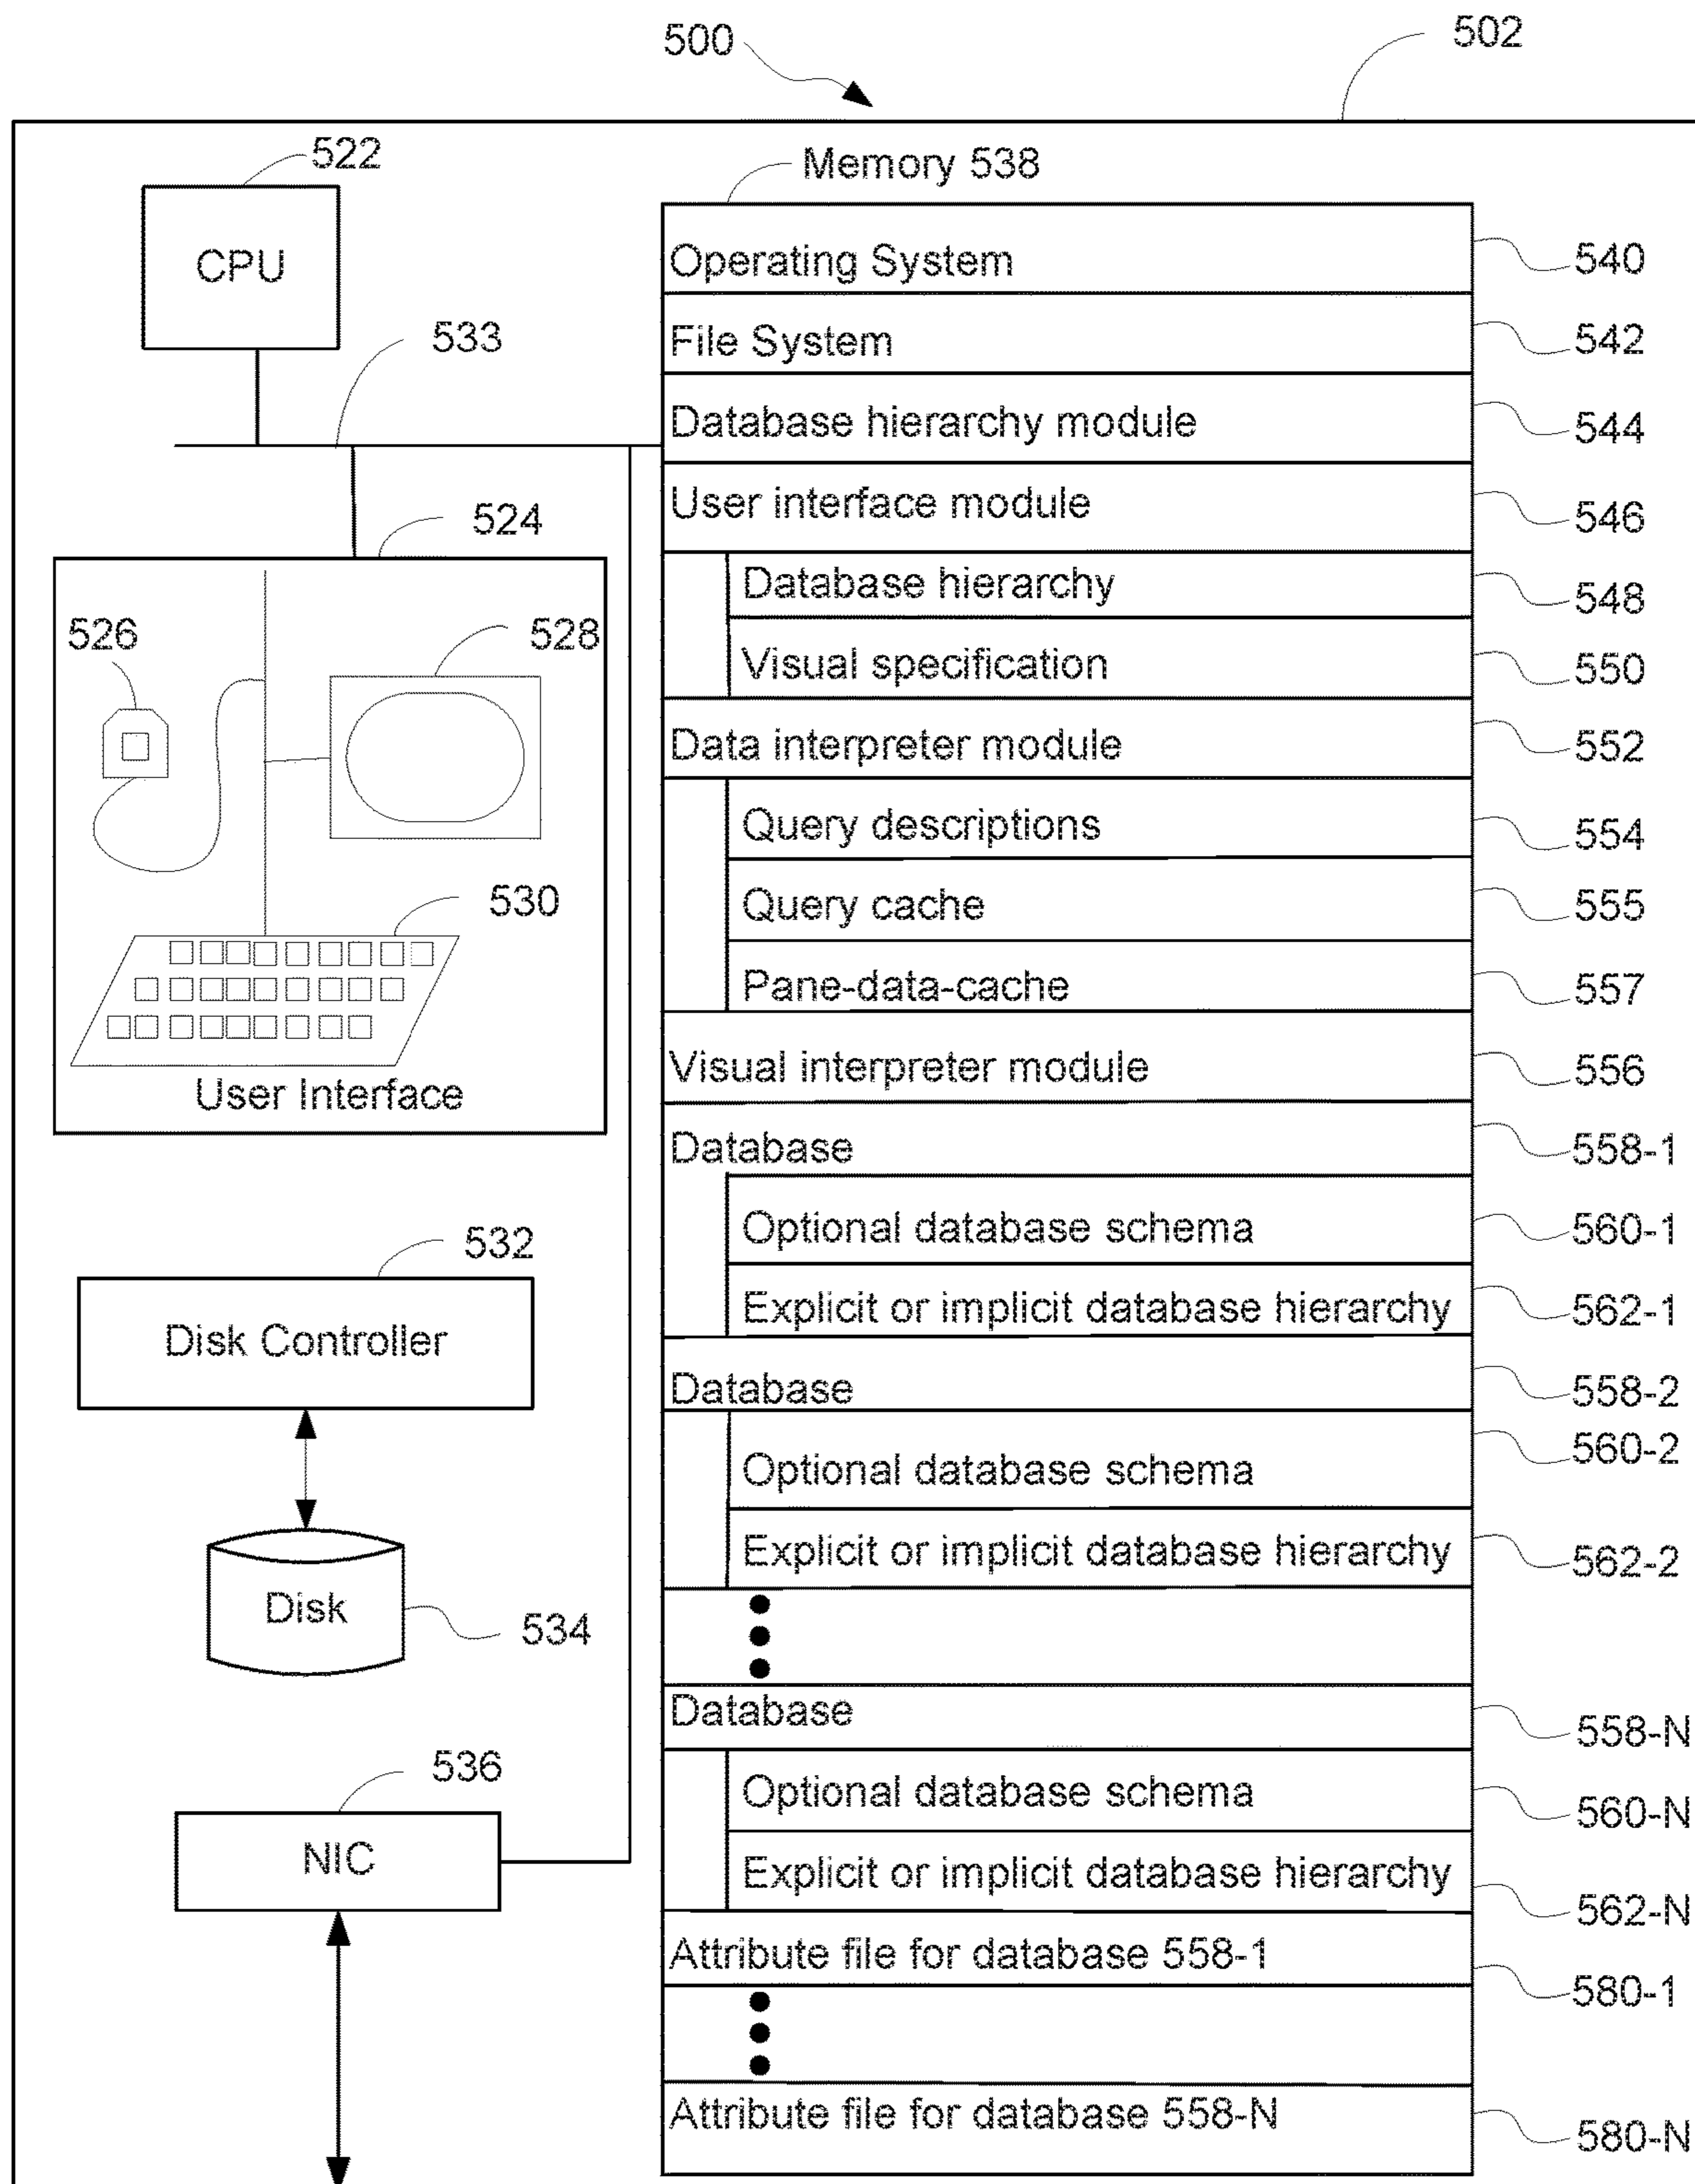 500
502
522
CPU
533
524
526
528
530
User Interface
532
Disk Controller
Disk
534
536
NIC
Memory 538
Operating System 540
File System 542
Database hierarchy module 544
User interface module 546
Database hierarchy 548
Visual specification 550
Data interpreter module 552
Query descriptions 554
Query cache 555
Pane-data-cache 557
Visual interpreter module 556
Database 558-1
Optional database schema 560-1
Explicit or implicit database hierarchy 562-1
Database 558-2
Optional database schema 560-2
Explicit or implicit database hierarchy 562-2
Database 558-N
Optional database schema 560-N
Explicit or implicit database hierarchy 562-N
Attribute file for database 558-1 580-1
Attribute file for database 558-N 580-N